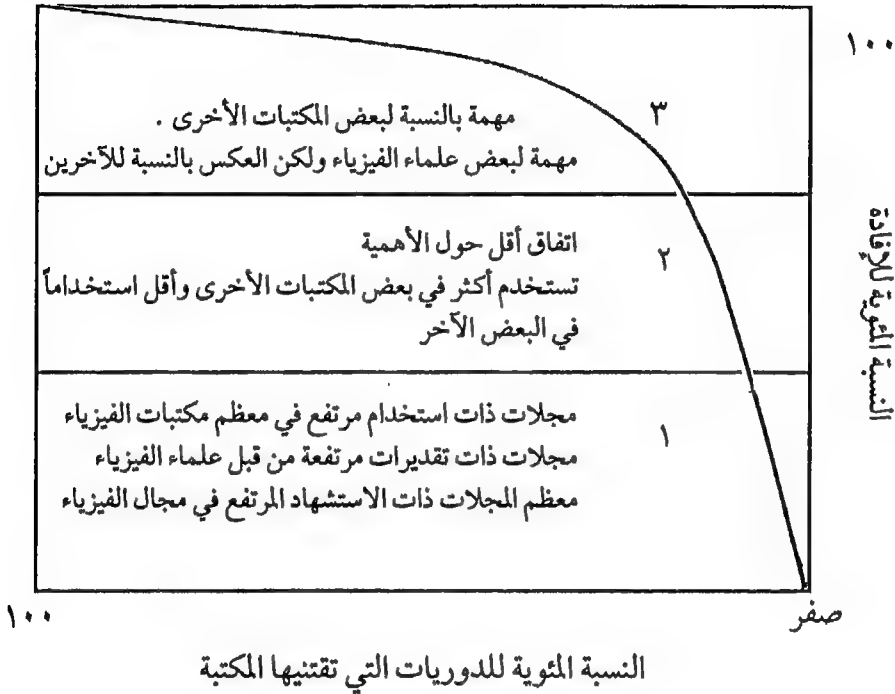 ١٠٠
٣
مهمة بالنسبة لبعض المكتبات الأخرى .
مهمة لبعض علماء الفيزياء ولكن العكس بالنسبة للآخرين
النسبة المئوية للإفادة
٢
اتفاق أقل حول الأهمية
تستخدم أكثر في بعض المكتبات الأخرى وأقل استخداماً
في البعض الآخر
١
مجلات ذات استخدام مرتفع في معظم مكتبات الفيزياء
مجلات ذات تقديرات مرتفعة من قبل علماء الفيزياء
معظم المجلات ذات الاستشهاد المرتفع في مجال الفيزياء
صفر
١٠٠
النسبة المئوية للدوريات التي تقتنيها المكتبة